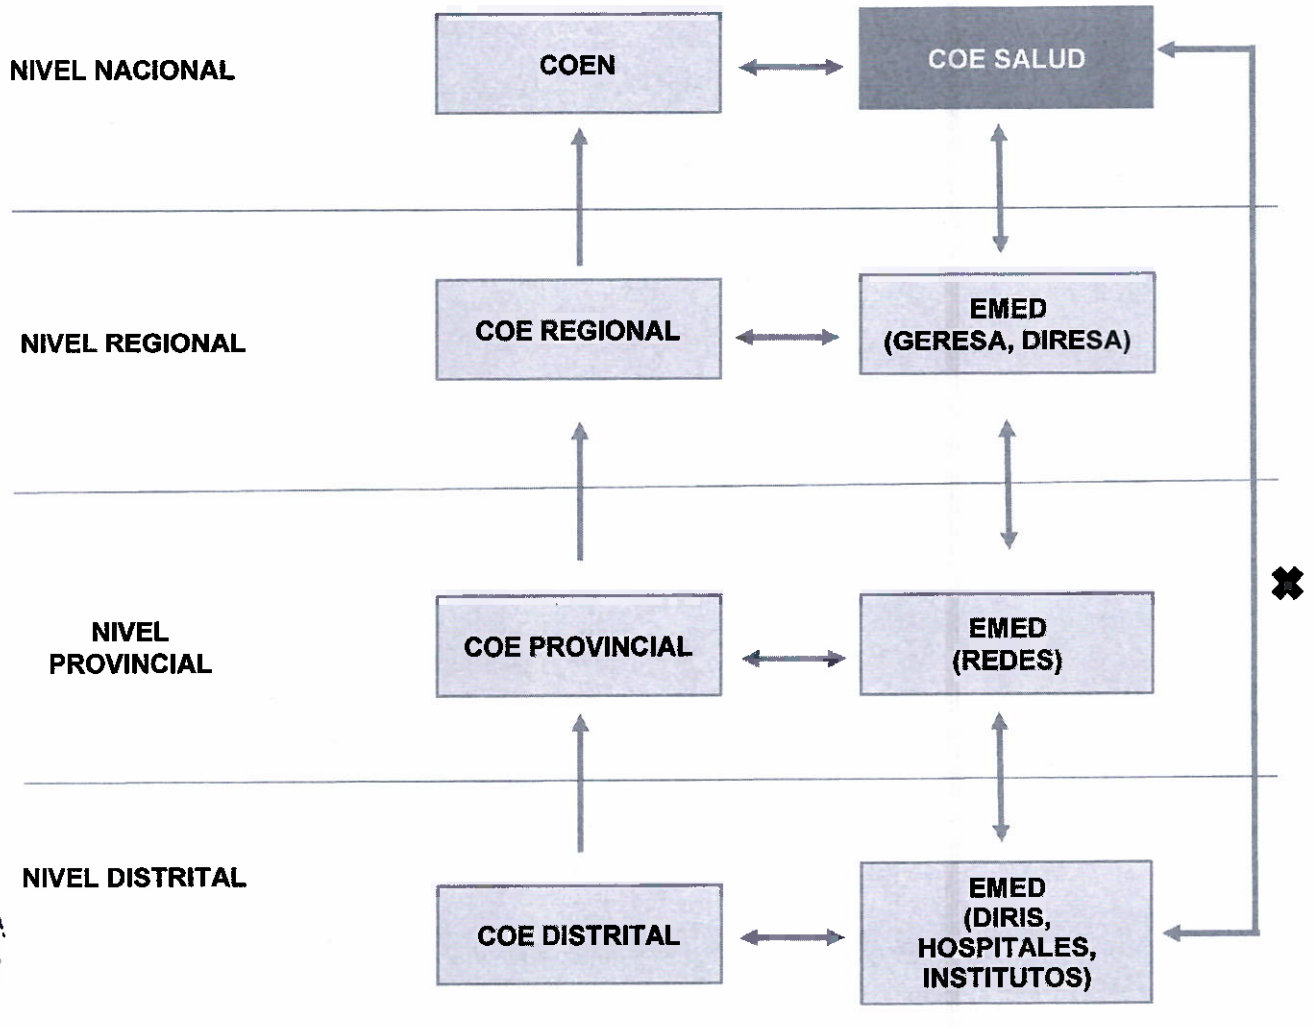 NIVEL NACIONAL
COEN
COE SALUD
NIVEL REGIONAL
COE REGIONAL
EMED
(GERESA, DIRESA)
NIVEL
PROVINCIAL
COE PROVINCIAL
EMED
(REDES)
NIVEL DISTRITAL
COE DISTRITAL
EMED
(DIRIS,
HOSPITALES,
INSTITUTOS)